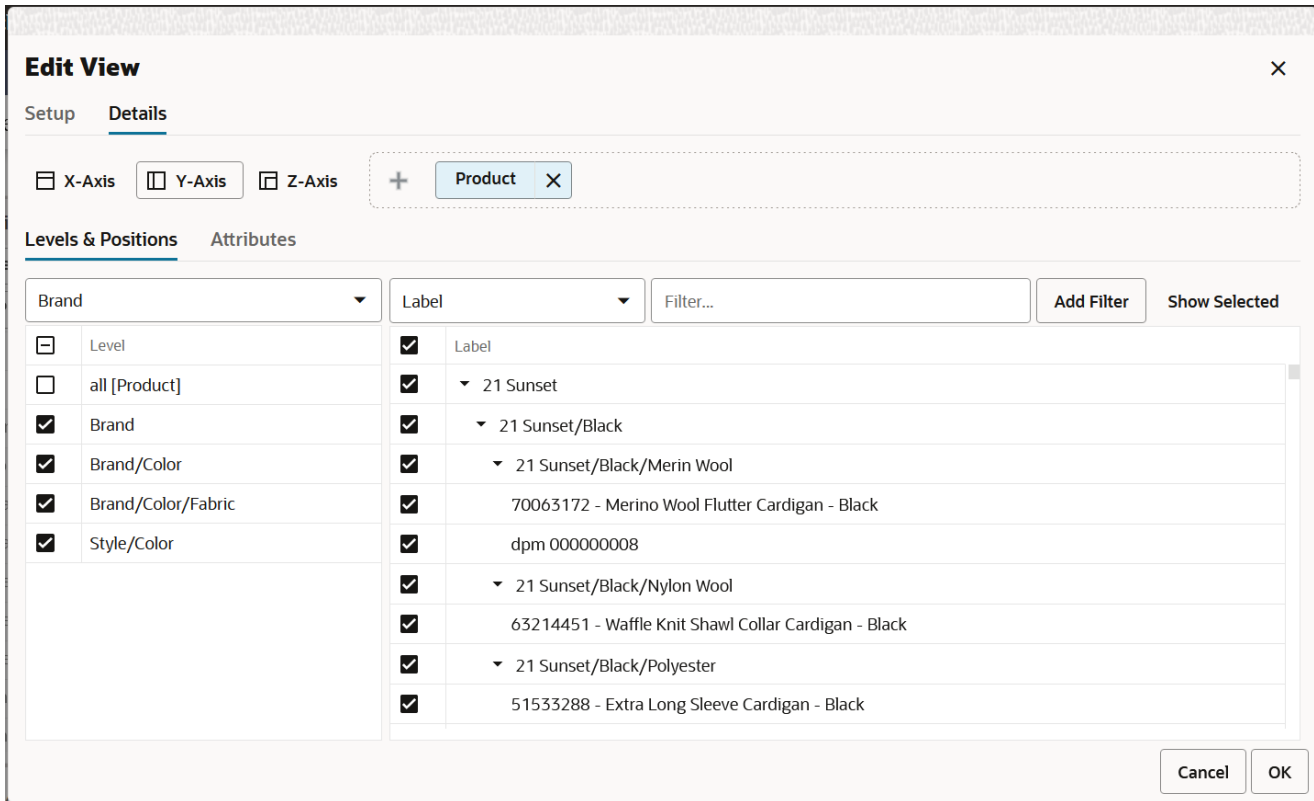 Edit View
Setup Details
X-Axis Y-Axis Z-Axis Product
Levels & Positions Attributes
Brand Label Filter... Add Filter Show Selected
Level Label
all [Product] 21 Sunset
Brand 21 Sunset/Black
Brand/Color 21 Sunset/Black/Merin Wool
Brand/Color/Fabric 70063172 - Merino Wool Flutter Cardigan - Black
Style/Color dpm 000000008
21 Sunset/Black/Nylon Wool
63214451 - Waffle Knit Shawl Collar Cardigan - Black
21 Sunset/Black/Polyester
51533288 - Extra Long Sleeve Cardigan - Black
Cancel OK